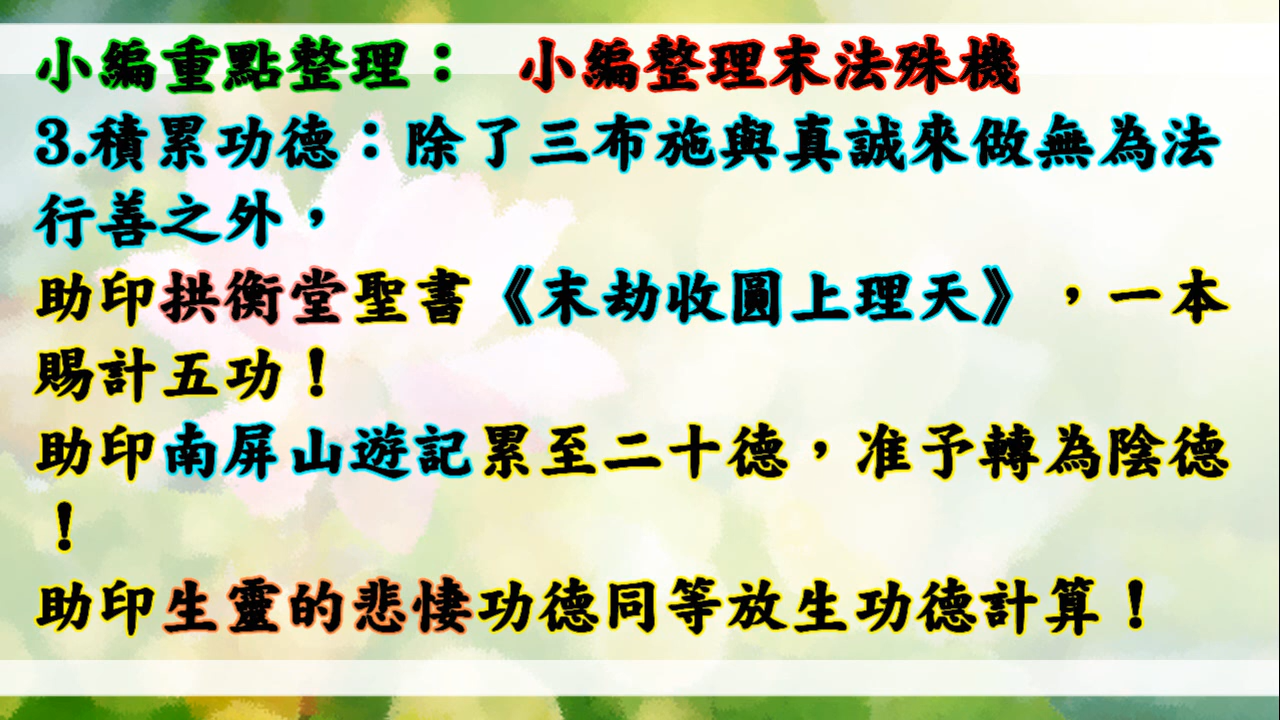 小編重點整理： 小編整理末法殊機
3.積累功德：除了三布施與真誠來做無為法
行善之外，
助印拱衡堂聖書《末劫收圓上理天》，一本
賜計五功！
助印南屏山遊記累至二十德，准予轉為陰德
！
助印生靈的悲悽功德同等放生功德計算！